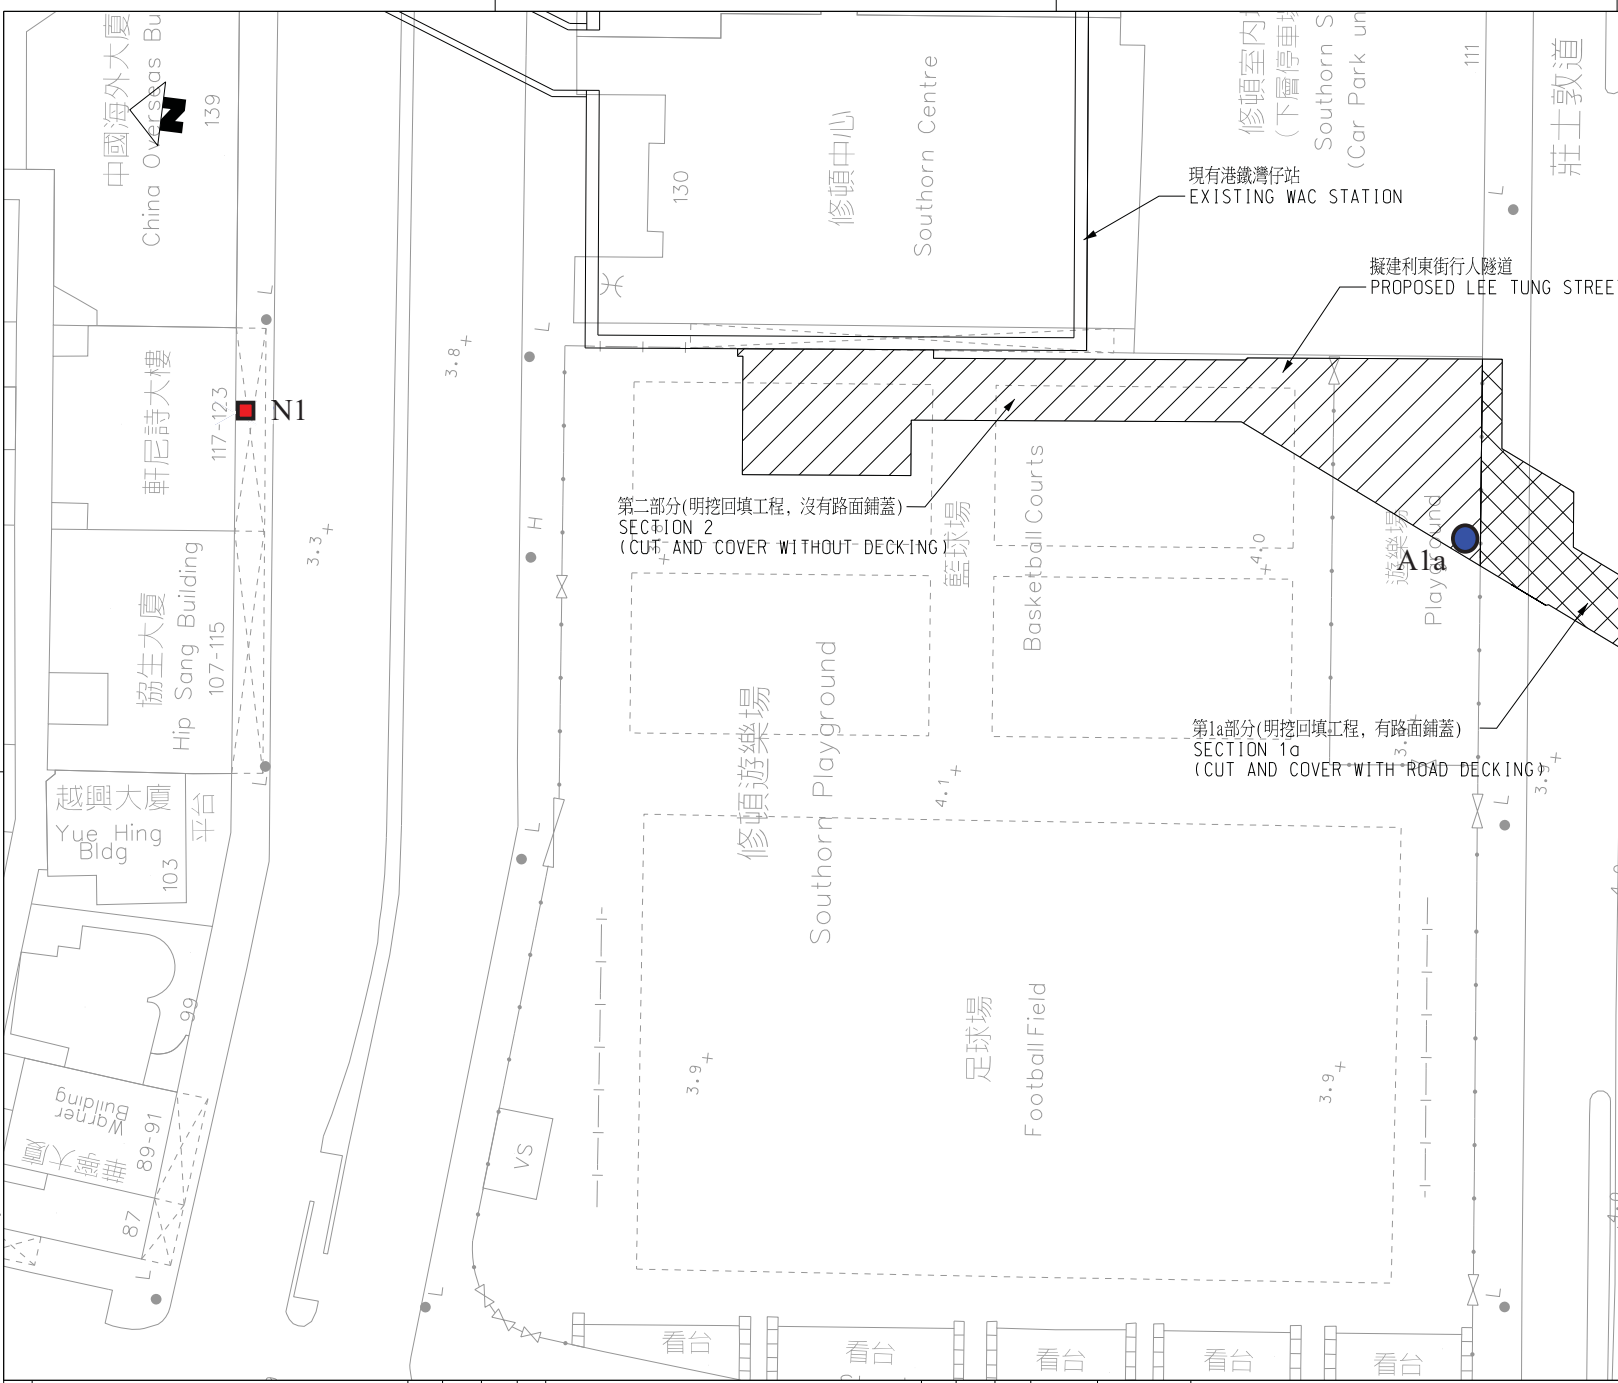 中國海外大廈
China Overseas Bu
139
N
修頓中心
Southorn Centre
130
修頓室內
(下層停車場
Southorn S
(Car Park un
111
莊士敦道
現有港鐵灣仔站
EXISTING WAC STATION
擬建利東街行人隧道
PROPOSED LEE TUNG STREE
L
L
L
3.8
軒尼詩大樓
117-123
N1
H
3.3
第二部分(明挖回填工程, 沒有路面鋪蓋)
SECTION 2
(CUT AND COVER WITHOUT DECKING)
籃球場
Basketball Courts
4.0
遊樂場
Playground
A1a
協生大廈
Hip Sang Building
107-115
L
修頓遊樂場
Southorn Playground
4.1
第1a部分(明挖回填工程, 有路面鋪蓋)
SECTION 1a
(CUT AND COVER WITH ROAD DECKING)
3.9
L
L
越興大廈
Yue Hing
Bldg
平台
103
99
足球場
Football Field
3.9
3.9
Warner
Building
華寧大廈
89-91
87
VS
L
L
L
4.0
看台
看台
看台
看台
看台